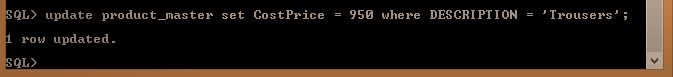 SQL> update product_master set CostPrice = 950 where DESCRIPTION = 'Trousers';
1 row updated.
SQL>